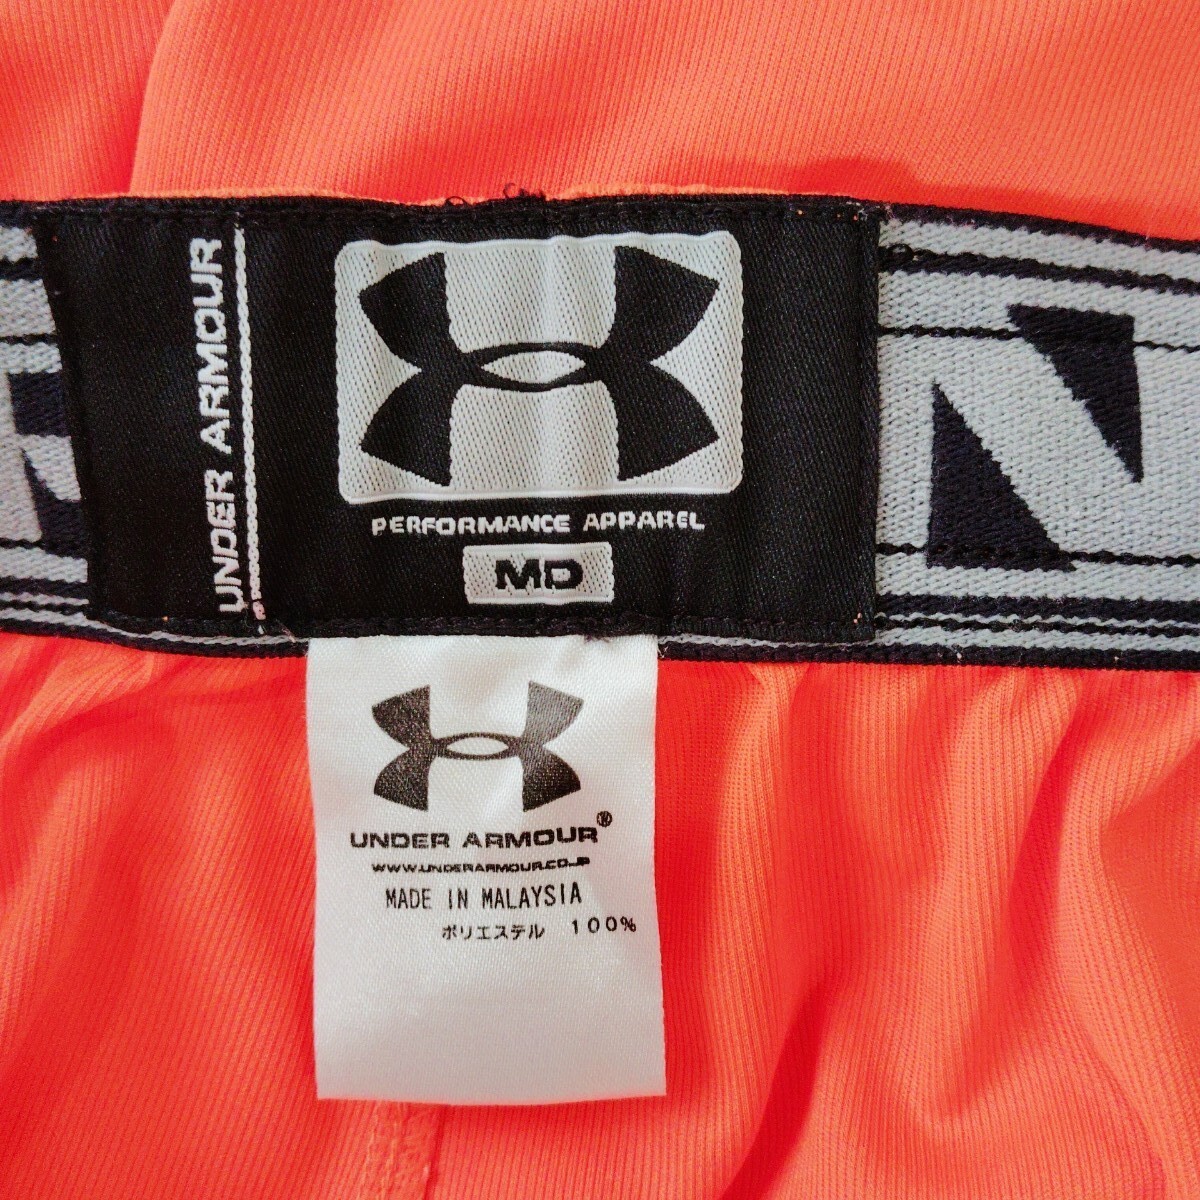 UNDER ARMOUR
PERFORMANCE APPAREL
MD
UNDER ARMOUR®
WWW.UNDERARMOUR.CO.JP
MADE IN MALAYSIA
ポリエステル 100%
N